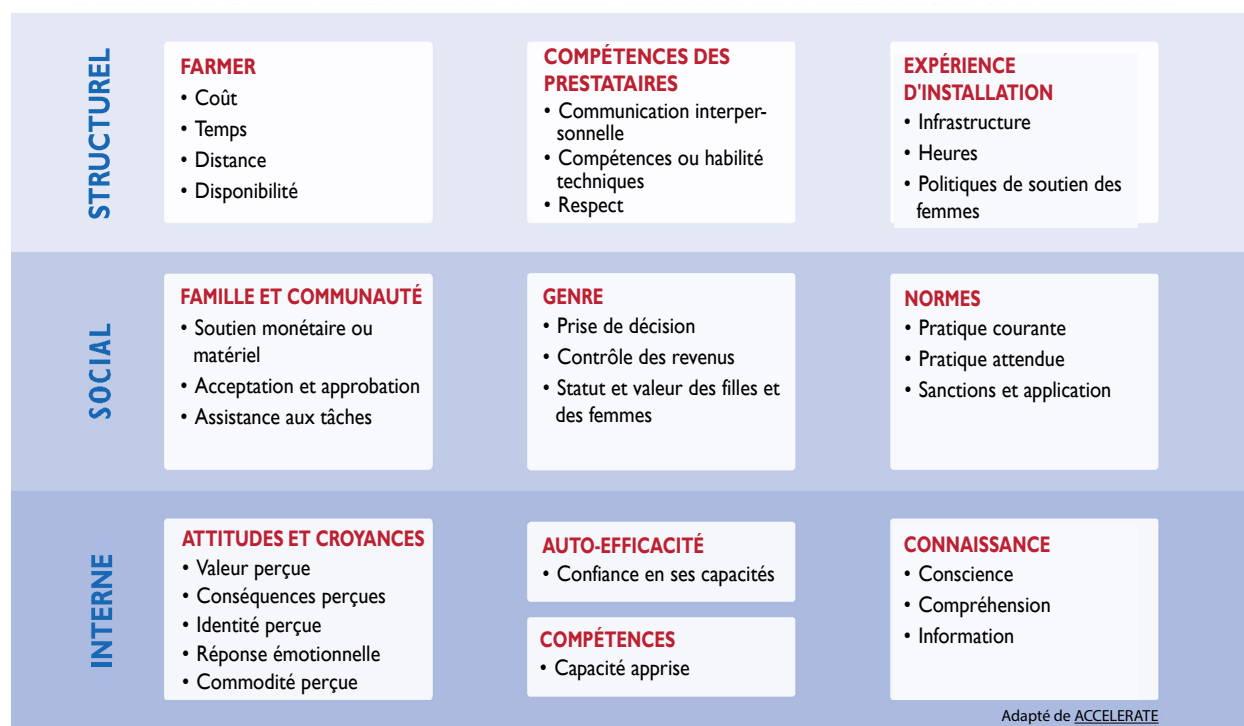 STRUCTUREL
FARMER
• Coût
• Temps
• Distance
• Disponibilité
COMPÉTENCES DES
PRESTATAIRES
• Communication interper-
sonnelle
• Compétences ou habilité
techniques
• Respect
EXPÉRIENCE
D'INSTALLATION
• Infrastructure
• Heures
• Politiques de soutien des
femmes
SOCIAL
FAMILLE ET COMMUNAUTÉ
• Soutien monétaire ou
matériel
• Acceptation et approbation
• Assistance aux tâches
GENRE
• Prise de décision
• Contrôle des revenus
• Statut et valeur des filles et
des femmes
NORMES
• Pratique courante
• Pratique attendue
• Sanctions et application
INTERNE
ATTITUDES ET CROYANCES
• Valeur perçue
• Conséquences perçues
• Identité perçue
• Réponse émotionnelle
• Commodité perçue
AUTO-EFFICACITÉ
• Confiance en ses capacités
COMPÉTENCES
• Capacité apprise
CONNAISSANCE
• Conscience
• Compréhension
• Information
Adapté de ACCELERATE